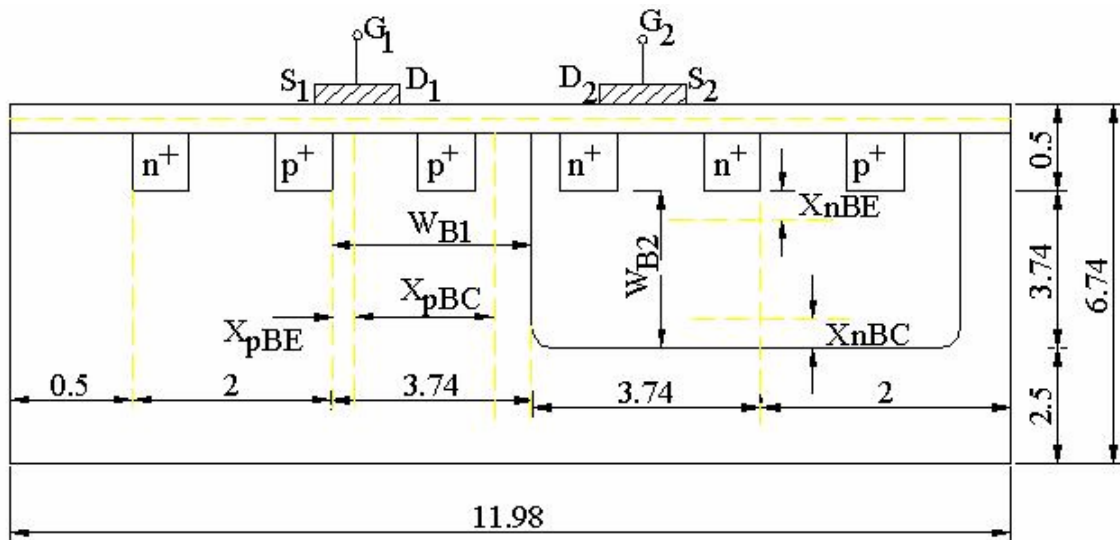 G1
G2
S1
D1
D2
S2
n+
p+
p+
n+
n+
p+
0.5
XnBE
WB1
WB2
3.74
6.74
XpBC
XpBE
XnBC
0.5
2
3.74
3.74
2
2.5
11.98